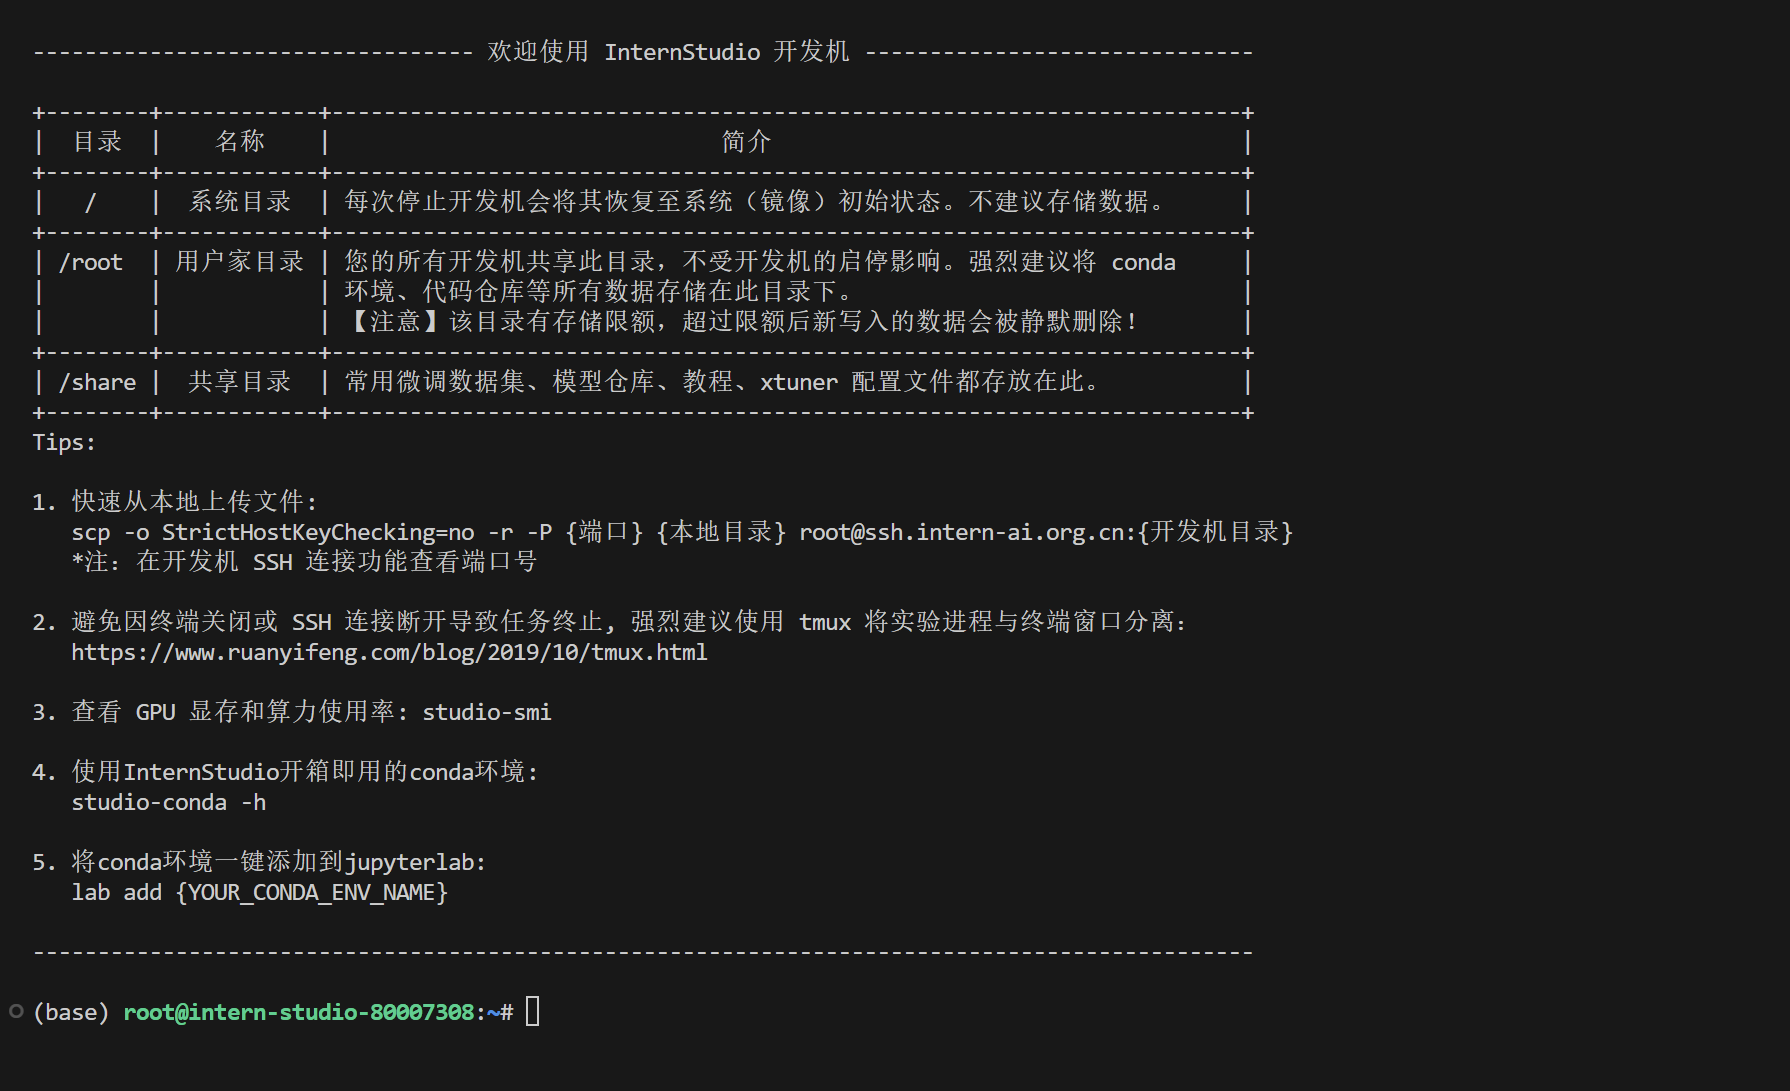 ---------------------------------- 欢迎使用 InternStudio 开发机 ------------------------------
+--------+------------+----------------------------------------------------------------------+
|  目录  |    名称    |                              简介                                    |
+--------+------------+----------------------------------------------------------------------+
|   /    |  系统目录  | 每次停止开发机会将其恢复至系统（镜像）初始状态。不建议存储数据。      |
+--------+------------+----------------------------------------------------------------------+
| /root  | 用户家目录 | 您的所有开发机共享此目录，不受开发机的启停影响。强烈建议将 conda     |
|        |            | 环境、代码仓库等所有数据存储在此目录下。                              |
|        |            | 【注意】该目录有存储限额，超过限额后新写入的数据会被静默删除！        |
+--------+------------+----------------------------------------------------------------------+
| /share |  共享目录  | 常用微调数据集、模型仓库、教程、xtuner 配置文件都存放在此。           |
+--------+------------+----------------------------------------------------------------------+
Tips:
1. 快速从本地上传文件：
scp -o StrictHostKeyChecking=no -r -P {端口} {本地目录} root@ssh.intern-ai.org.cn:{开发机目录}
*注：在开发机 SSH 连接功能查看端口号
2. 避免因终端关闭或 SSH 连接断开导致任务终止, 强烈建议使用 tmux 将实验进程与终端窗口分离：
https://www.ruanyifeng.com/blog/2019/10/tmux.html
3. 查看 GPU 显存和算力使用率: studio-smi
4. 使用InternStudio开箱即用的conda环境:
studio-conda -h
5. 将conda环境一键添加到jupyterlab:
lab add {YOUR_CONDA_ENV_NAME}
----------------------------------------------------------------------------------------------
(base) root@intern-studio-80007308:~#